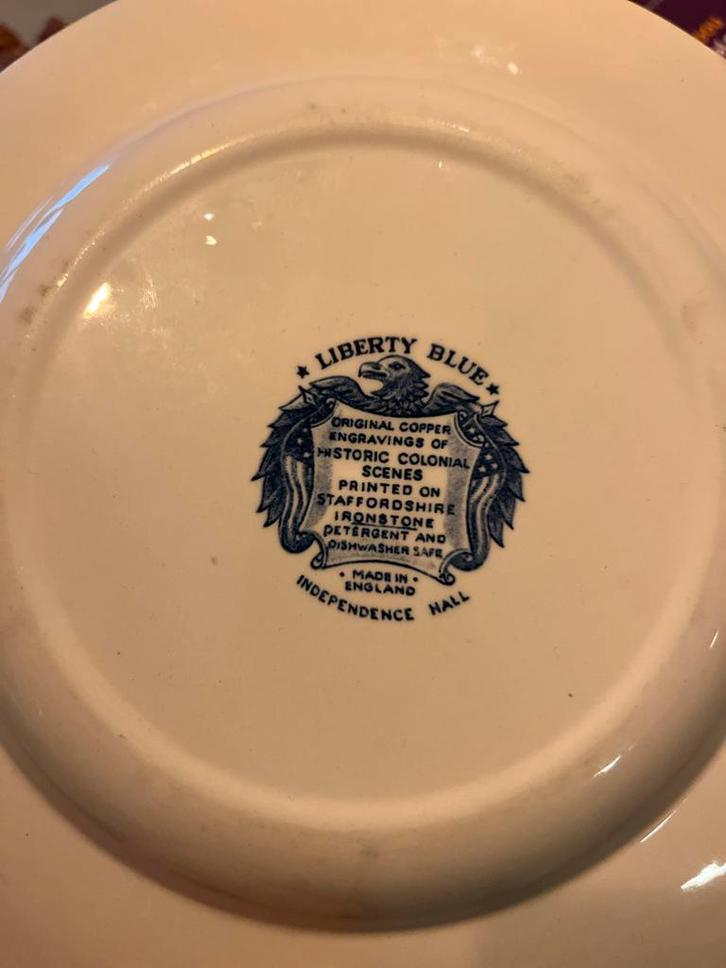 LIBERTY BLUE
ORIGINAL COPPER
ENGRAVINGS OF
HISTORIC COLONIAL
SCENES
PRINTED ON
STAFFORDSHIRE
IRONSTONE
DETERGENT AND
DISHWASHER SAFE
• MADE IN •
ENGLAND
INDEPENDENCE HALL